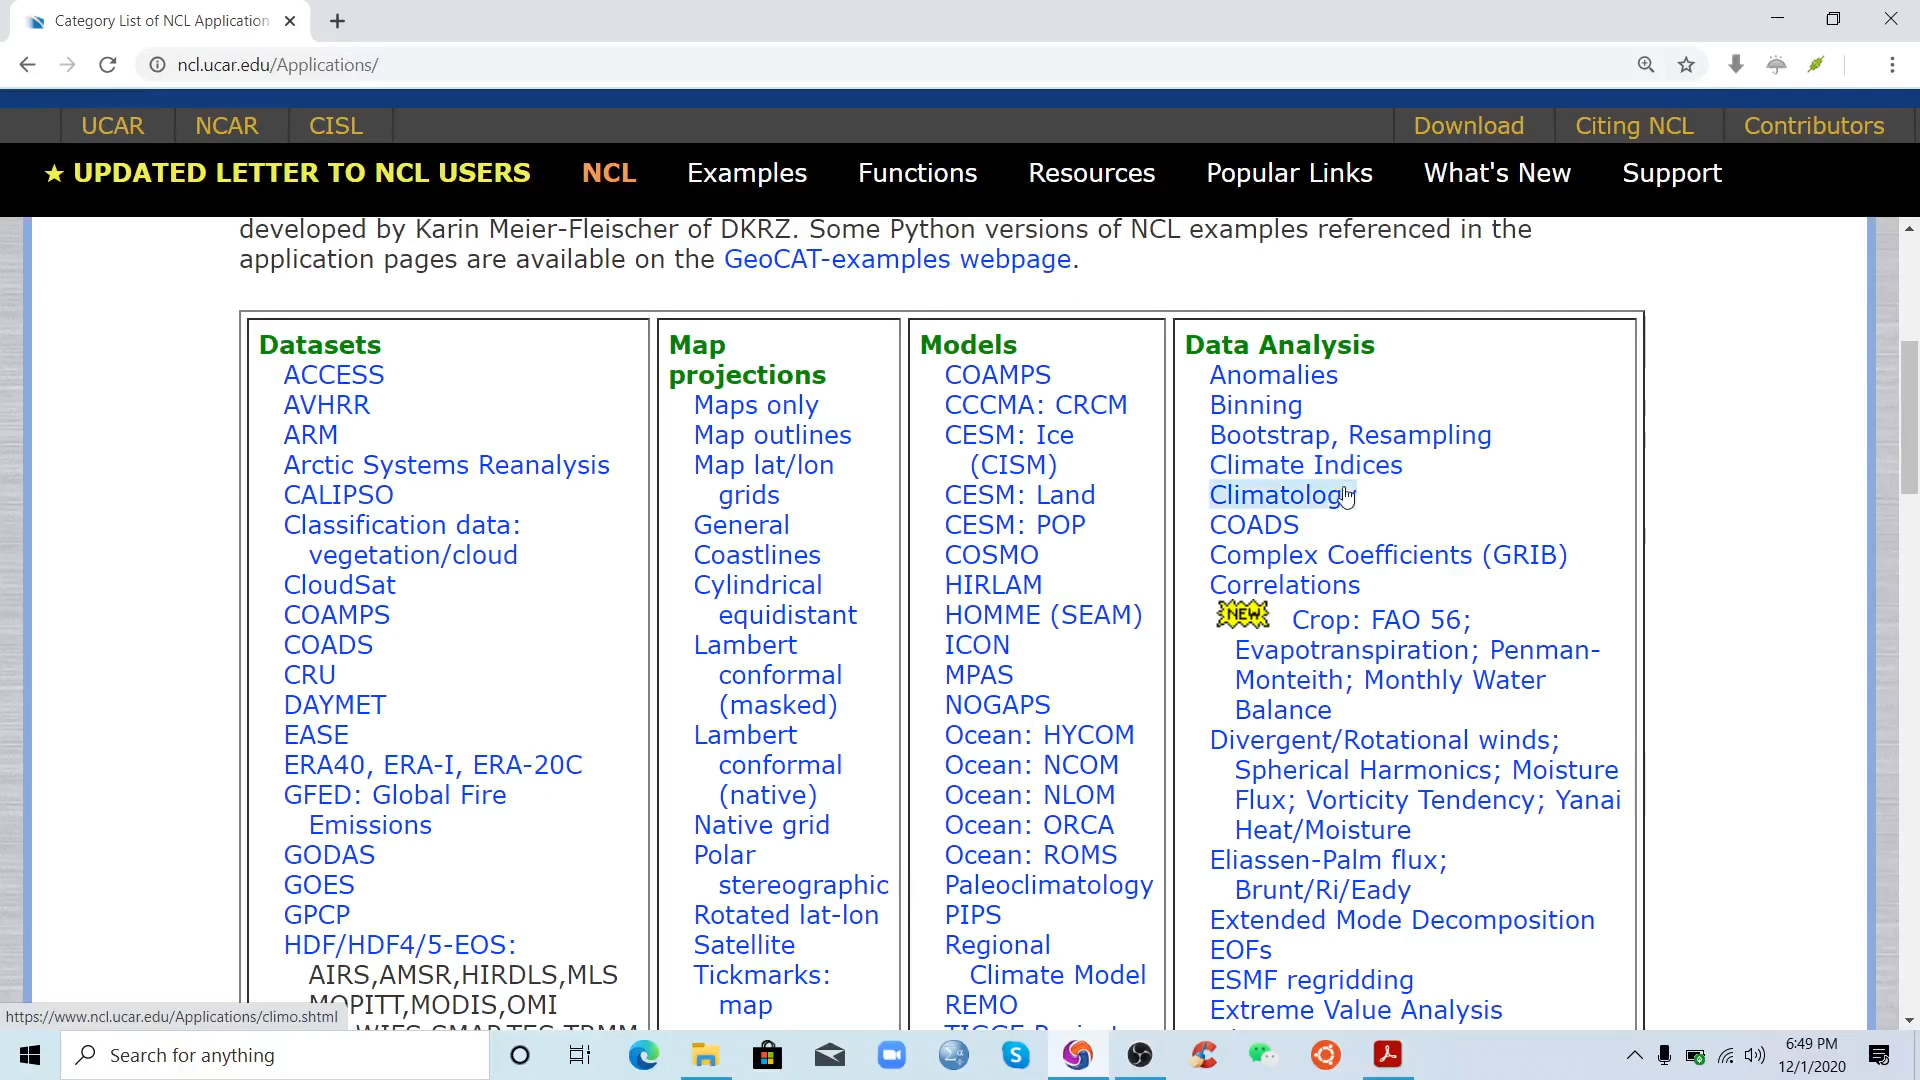 Category List of NCL Application
ncl.ucar.edu/Applications/
UCAR NCAR CISL Download Citing NCL Contributors
★ UPDATED LETTER TO NCL USERS NCL Examples Functions Resources Popular Links What's New Support
developed by Karin Meier-Fleischer of DKRZ. Some Python versions of NCL examples referenced in the
application pages are available on the GeoCAT-examples webpage.
Datasets
ACCESS
AVHRR
ARM
Arctic Systems Reanalysis
CALIPSO
Classification data:
vegetation/cloud
CloudSat
COAMPS
COADS
CRU
DAYMET
EASE
ERA40, ERA-I, ERA-20C
GFED: Global Fire
Emissions
GODAS
GOES
GPCP
HDF/HDF4/5-EOS:
AIRS,AMSR,HIRDLS,MLS
MOPITT,MODIS,OMI
Map
projections
Maps only
Map outlines
Map lat/lon
grids
General
Coastlines
Cylindrical
equidistant
Lambert
conformal
(masked)
Lambert
conformal
(native)
Native grid
Polar
stereographic
Rotated lat-lon
Satellite
Tickmarks:
map
Models
COAMPS
CCCMA: CRCM
CESM: Ice
(CISM)
CESM: Land
CESM: POP
COSMO
HIRLAM
HOMME (SEAM)
ICON
MPAS
NOGAPS
Ocean: HYCOM
Ocean: NCOM
Ocean: NLOM
Ocean: ORCA
Ocean: ROMS
Paleoclimatology
PIPS
Regional
Climate Model
REMO
Data Analysis
Anomalies
Binning
Bootstrap, Resampling
Climate Indices
Climatology
COADS
Complex Coefficients (GRIB)
Correlations
NEW Crop: FAO 56;
Evapotranspiration; Penman-
Monteith; Monthly Water
Balance
Divergent/Rotational winds;
Spherical Harmonics; Moisture
Flux; Vorticity Tendency; Yanai
Heat/Moisture
Eliassen-Palm flux;
Brunt/Ri/Eady
Extended Mode Decomposition
EOFs
ESMF regridding
Extreme Value Analysis
https://www.ncl.ucar.edu/Applications/climo.shtml
Search for anything
6:49 PM
12/1/2020